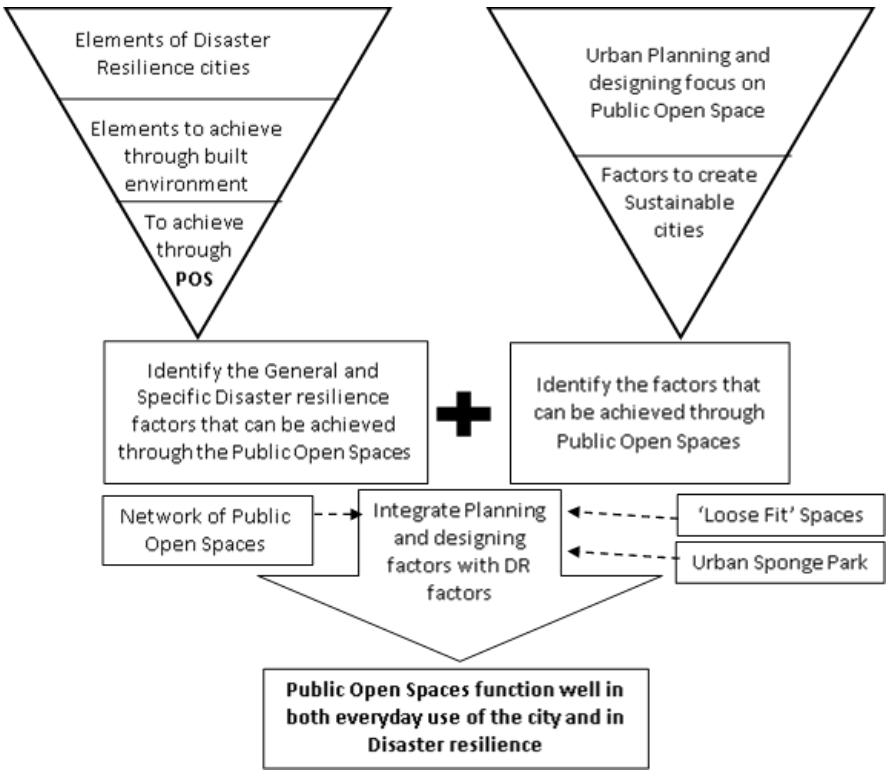 Elements of Disaster
Resilience cities
Elements to achieve
through built
environment
To achieve
through
POS
Urban Planning and
designing focus on
Public Open Space
Factors to create
Sustainable
cities
Identify the General and
Specific Disaster resilience
factors that can be achieved
through the Public Open Spaces
Identify the factors that
can be achieved through
Public Open Spaces
Network of Public
Open Spaces
Integrate Planning
and designing
factors with DR
factors
‘Loose Fit’ Spaces
Urban Sponge Park
Public Open Spaces function well in
both everyday use of the city and in
Disaster resilience